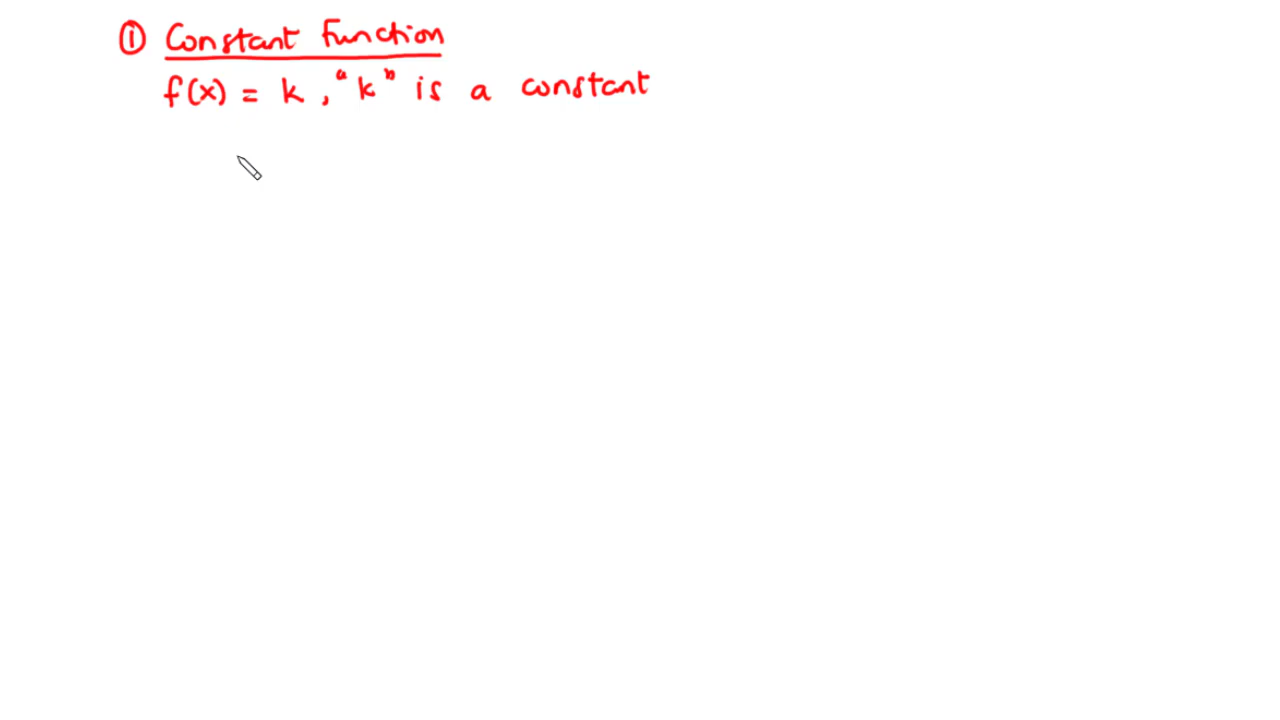 ① Constant Function
f(x) = k , "k" is a constant